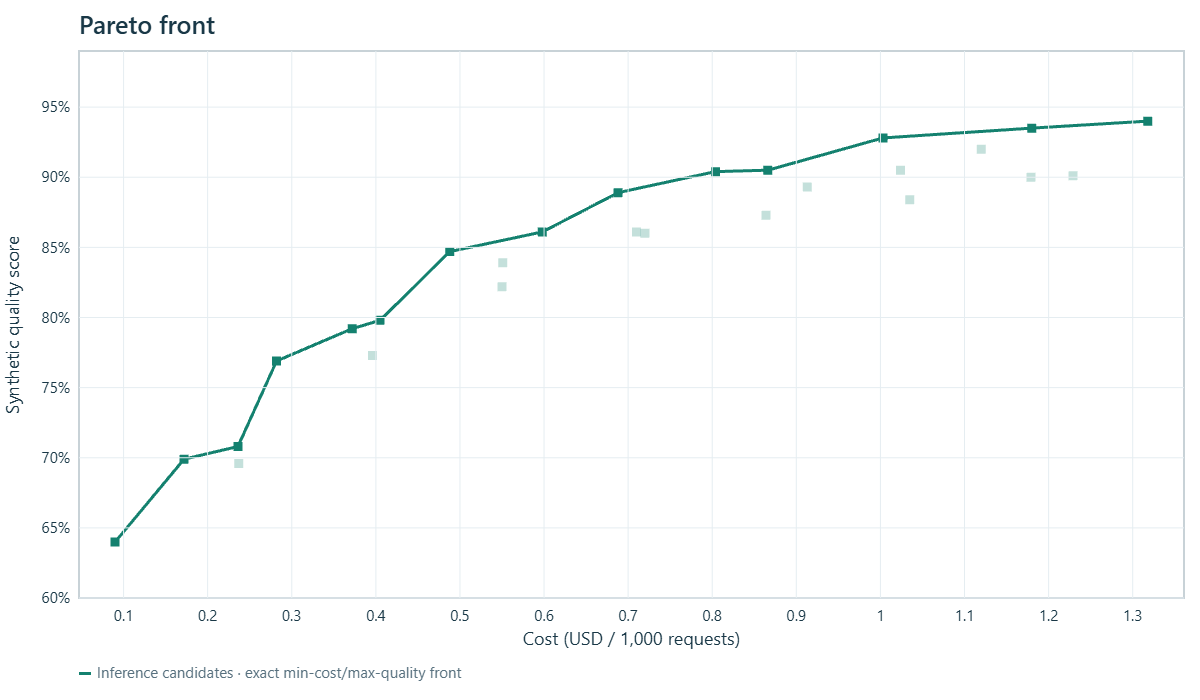 Pareto front
Synthetic quality score
95%
90%
85%
80%
75%
70%
65%
60%
0.1 0.2 0.3 0.4 0.5 0.6 0.7 0.8 0.9 1 1.1 1.2 1.3
Cost (USD / 1,000 requests)
Inference candidates · exact min-cost/max-quality front